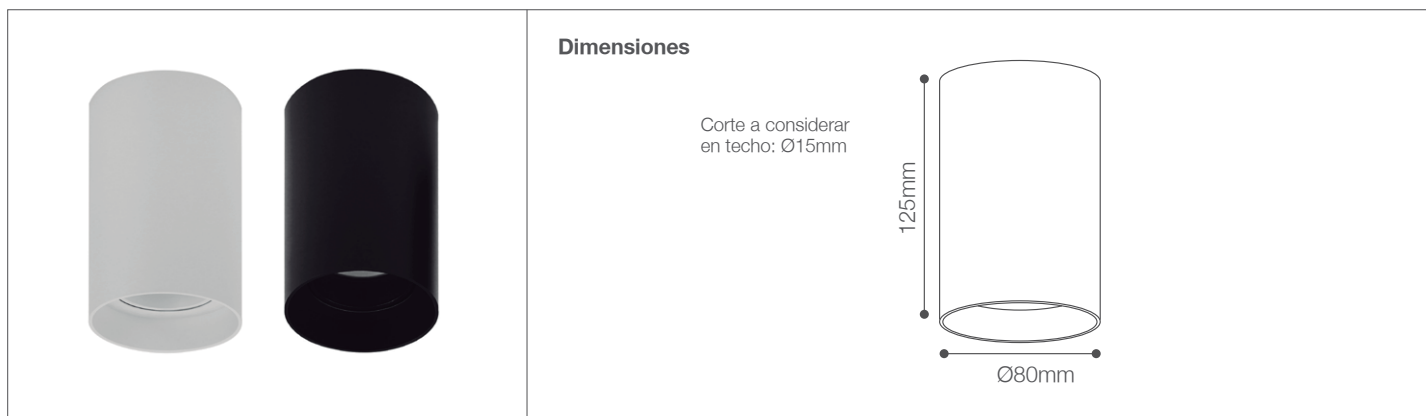 Dimensiones
Corte a considerar
en techo: Ø15mm
125mm
Ø80mm